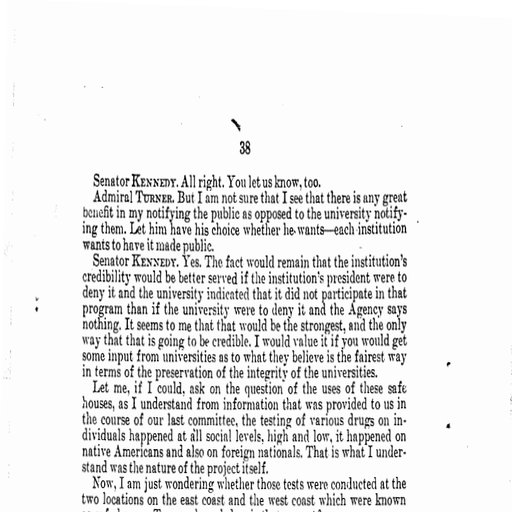 38
Senator KENNEDY. All right. You let us know, too.
Admiral TURNER. But I am not sure that I see that there is any great
benefit in my notifying the public as opposed to the university notify-
ing them. Let him have his choice whether he wants—each institution
wants to have it made public.
Senator KENNEDY. Yes. The fact would remain that the institution's
credibility would be better served if the institution's president were to
deny it and the university indicated that it did not participate in that
program than if the university were to deny it and the Agency says
nothing. It seems to me that that would be the strongest, and the only
way that that is going to be credible. I would value it if you would get
some input from universities as to what they believe is the fairest way
in terms of the preservation of the integrity of the universities.
Let me, if I could, ask on the question of the uses of these safe
houses, as I understand from information that was provided to us in
the course of our last committee, the testing of various drugs on in-
dividuals happened at all social levels, high and low, it happened on
native Americans and also on foreign nationals. That is what I under-
stand was the nature of the project itself.
Now, I am just wondering whether those tests were conducted at the
two locations on the east coast and the west coast which were known